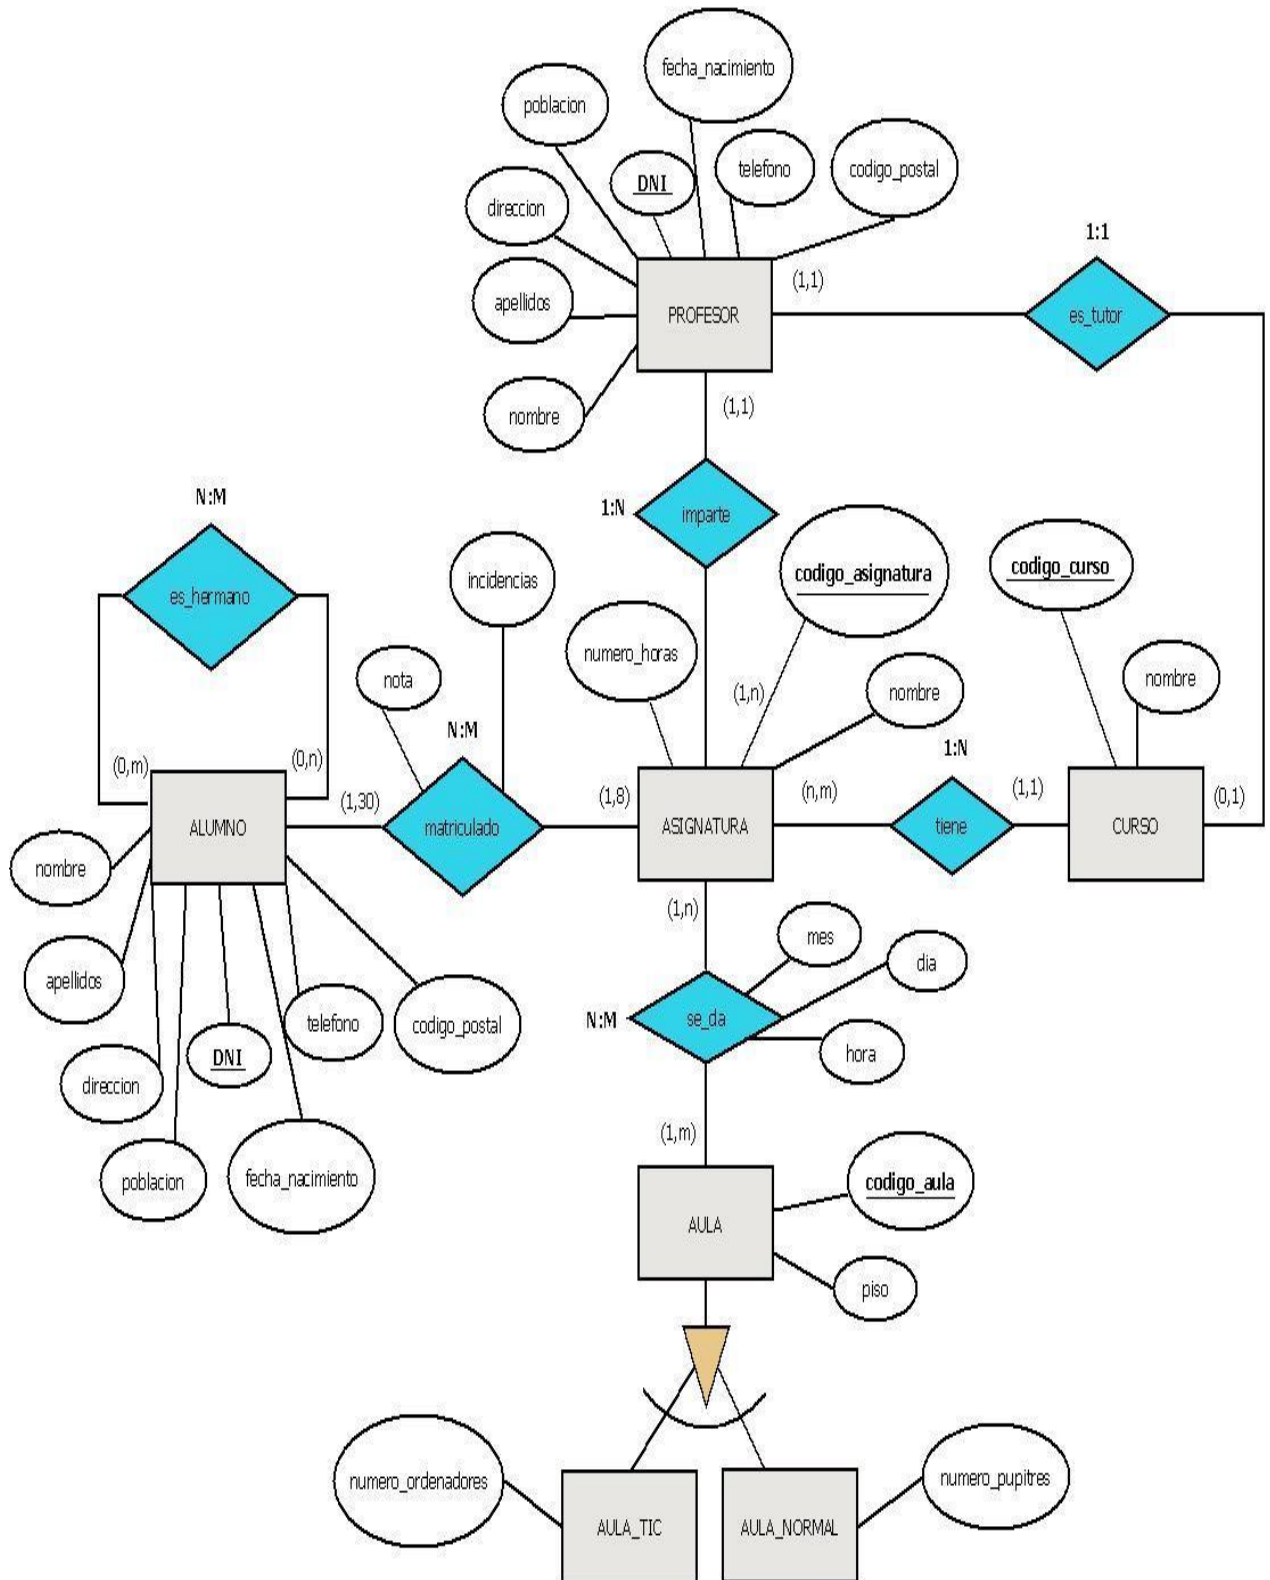 fecha_nacimiento
poblacion
DNI
telefono
codigo_postal
direccion
apellidos
nombre
PROFESOR
(1,1)
1:1
es_tutor
(1,1)
N:M
es_hermano
incidencias
1:N
imparte
codigo_asignatura
codigo_curso
numero_horas
nota
(1,n)
nombre
nombre
N:M
1:N
(0,m)
(0,n)
(1,30)
(1,8)
(n,m)
(1,1)
(0,1)
ALUMNO
matriculado
ASIGNATURA
tiene
CURSO
nombre
apellidos
direccion
poblacion
DNI
fecha_nacimiento
telefono
codigo_postal
(1,n)
mes
dia
N:M
se_da
hora
(1,m)
codigo_aula
AULA
piso
numero_ordenadores
numero_pupitres
AULA_TIC
AULA_NORMAL